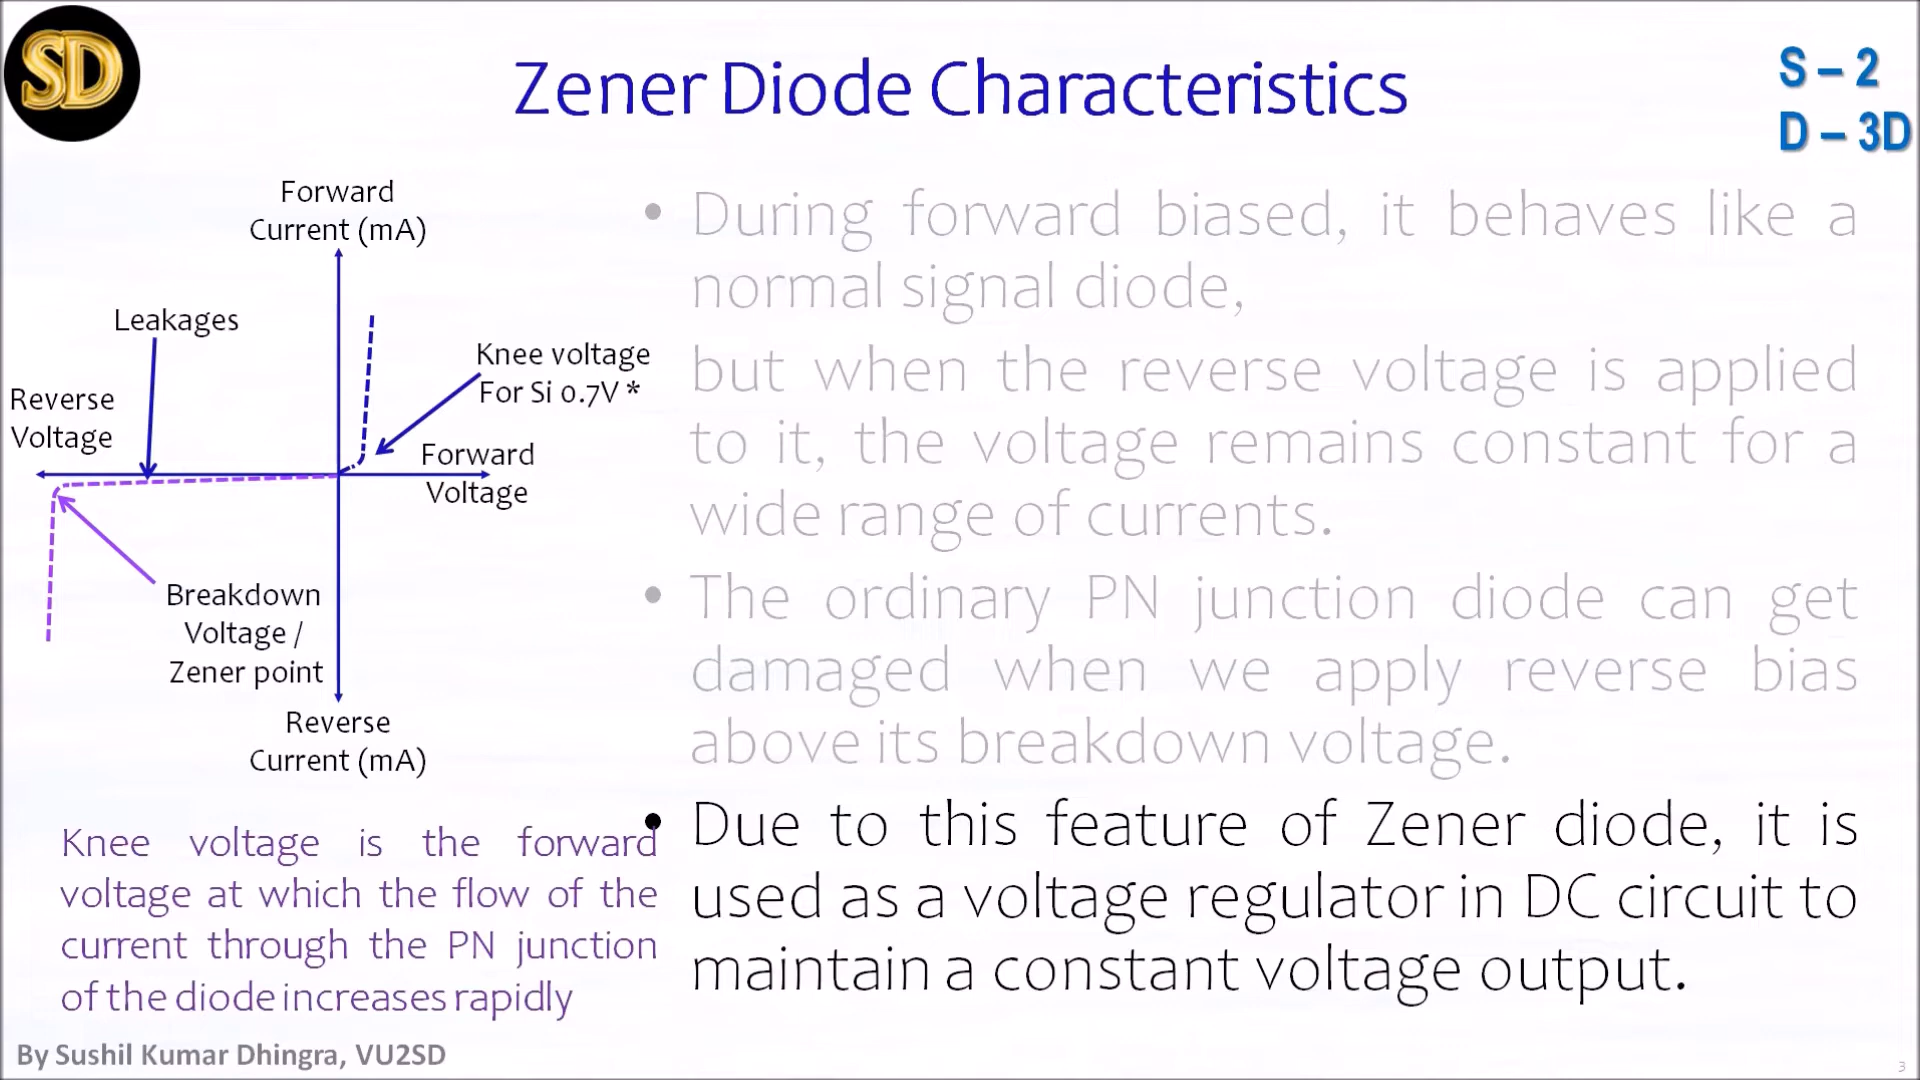 SD
Zener Diode Characteristics
S – 2
D – 3D
Forward
Current (mA)
Leakages
Knee voltage
For Si 0.7V *
Reverse
Voltage
Forward
Voltage
Breakdown
Voltage /
Zener point
Reverse
Current (mA)
Knee voltage is the forward
voltage at which the flow of the
current through the PN junction
of the diode increases rapidly
• During forward biased, it behaves like a
normal signal diode,
but when the reverse voltage is applied
to it, the voltage remains constant for a
wide range of currents.
• The ordinary PN junction diode can get
damaged when we apply reverse bias
above its breakdown voltage.
• Due to this feature of Zener diode, it is
used as a voltage regulator in DC circuit to
maintain a constant voltage output.
By Sushil Kumar Dhingra, VU2SD
3